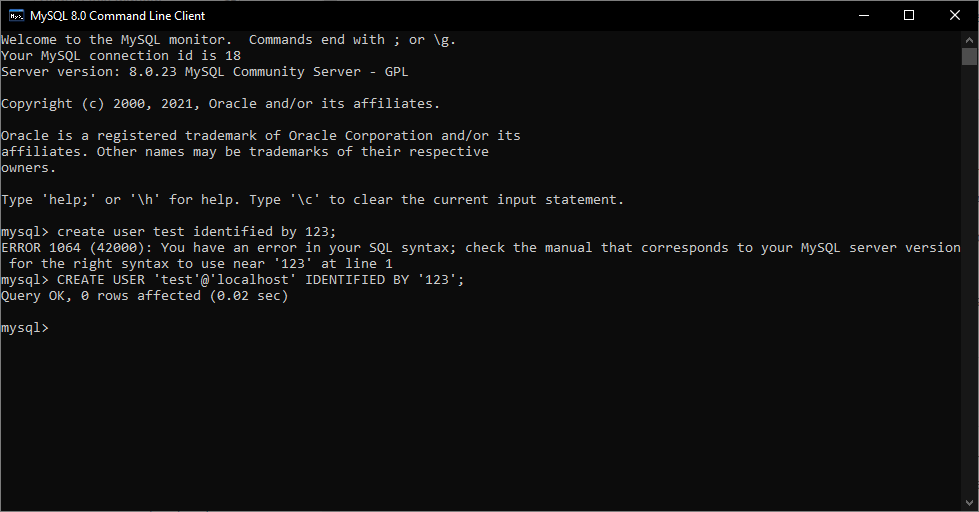 MySQL 8.0 Command Line Client
Welcome to the MySQL monitor.  Commands end with ; or \g.
Your MySQL connection id is 18
Server version: 8.0.23 MySQL Community Server - GPL
Copyright (c) 2000, 2021, Oracle and/or its affiliates.
Oracle is a registered trademark of Oracle Corporation and/or its
affiliates. Other names may be trademarks of their respective
owners.
Type 'help;' or '\h' for help. Type '\c' to clear the current input statement.
mysql> create user test identified by 123;
ERROR 1064 (42000): You have an error in your SQL syntax; check the manual that corresponds to your MySQL server version
 for the right syntax to use near '123' at line 1
mysql> CREATE USER 'test'@'localhost' IDENTIFIED BY '123';
Query OK, 0 rows affected (0.02 sec)
mysql>